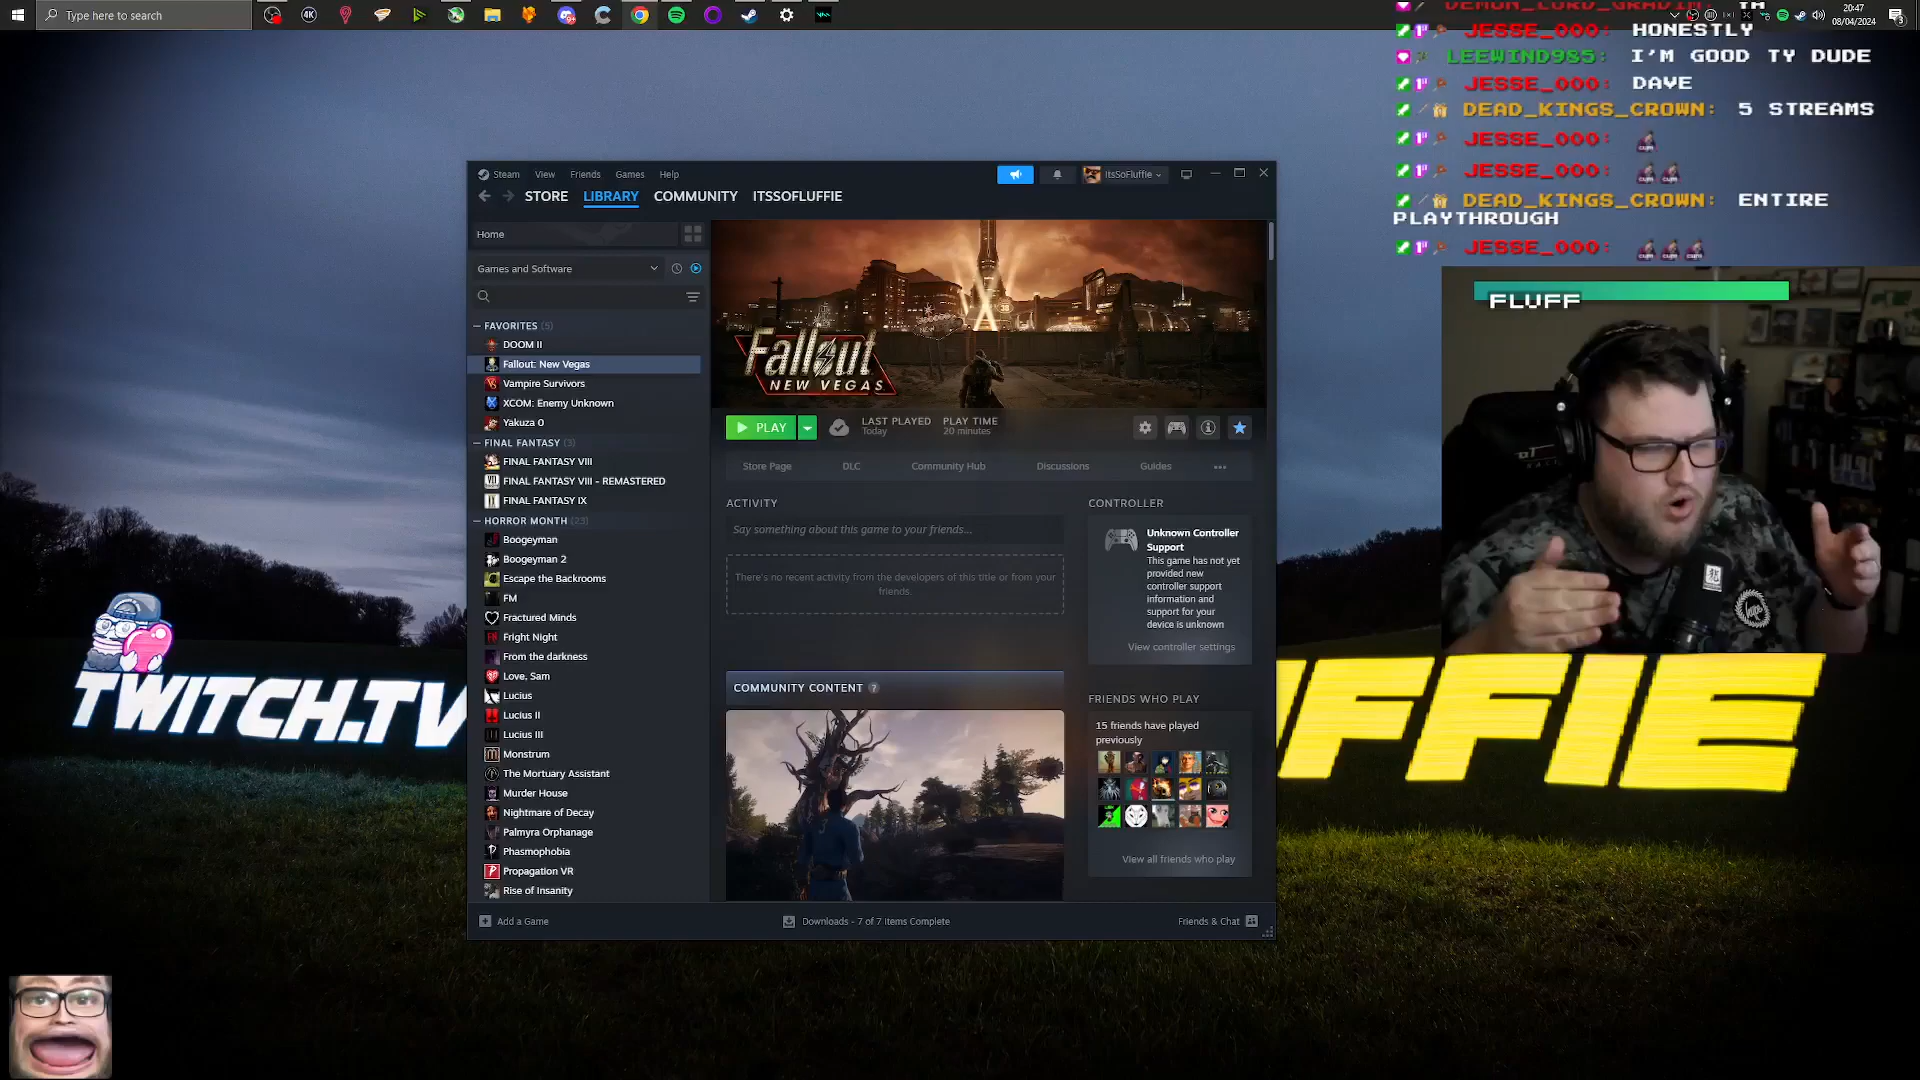 Type here to search
20:47
08/04/2024
JESSE_000: HONESTLY
LEEWIND985: I'M GOOD TY DUDE
JESSE_000: DAVE
DEAD_KINGS_CROWN: 5 STREAMS
JESSE_000:
JESSE_000:
DEAD_KINGS_CROWN: ENTIRE
PLAYTHROUGH
JESSE_000:
FLUFF
Steam View Friends Games Help
ItsSoFluffie
STORE LIBRARY COMMUNITY ITSSOFLUFFIE
Home
Games and Software
FAVORITES (5)
DOOM II
Fallout: New Vegas
Vampire Survivors
XCOM: Enemy Unknown
Yakuza 0
FINAL FANTASY (3)
FINAL FANTASY VIII
FINAL FANTASY VIII - REMASTERED
FINAL FANTASY IX
HORROR MONTH (23)
Boogeyman
Boogeyman 2
Escape the Backrooms
FM
Fractured Minds
Fright Night
From the darkness
Love, Sam
Lucius
Lucius II
Lucius III
Monstrum
The Mortuary Assistant
Murder House
Nightmare of Decay
Palmyra Orphanage
Phasmophobia
Propagation VR
Rise of Insanity
Fallout
NEW VEGAS
PLAY
LAST PLAYED
Today
PLAY TIME
20 minutes
Store Page DLC Community Hub Discussions Guides
ACTIVITY
Say something about this game to your friends...
There's no recent activity from the developers of this title or from your
friends.
COMMUNITY CONTENT ?
CONTROLLER
Unknown Controller
Support
This game has not yet
provided new
controller support
information and
support for your
device is unknown
View controller settings
FRIENDS WHO PLAY
15 friends have played
previously
View all friends who play
Add a Game
Downloads - 7 of 7 Items Complete
Friends & Chat
TWITCH.TV
UFFIE